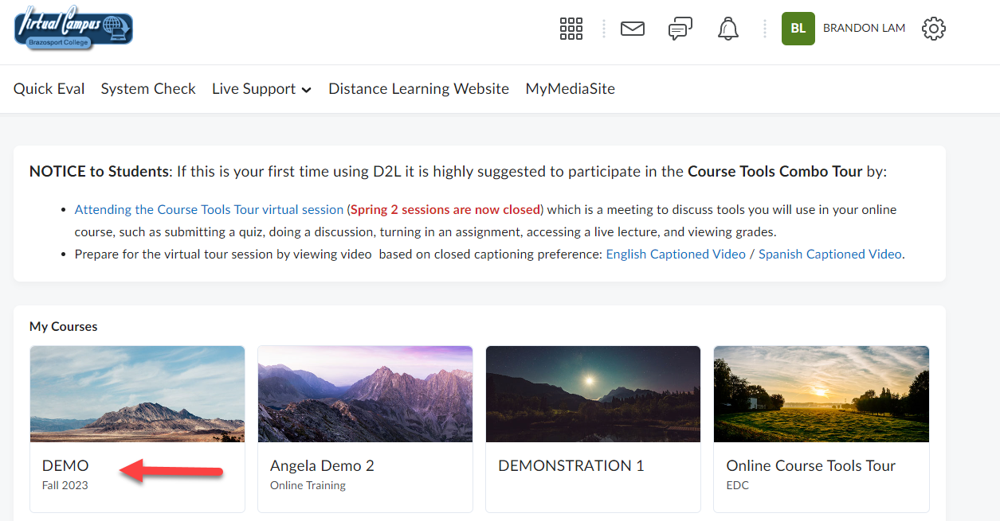 Virtual Campus
Brazosport College
BL
BRANDON LAM
Quick Eval
System Check
Live Support
Distance Learning Website
MyMediaSite
NOTICE to Students: If this is your first time using D2L it is highly suggested to participate in the Course Tools Combo Tour by:
• Attending the Course Tools Tour virtual session (Spring 2 sessions are now closed) which is a meeting to discuss tools you will use in your online
course, such as submitting a quiz, doing a discussion, turning in an assignment, accessing a live lecture, and viewing grades.
• Prepare for the virtual tour session by viewing video based on closed captioning preference: English Captioned Video / Spanish Captioned Video.
My Courses
DEMO
Fall 2023
Angela Demo 2
Online Training
DEMONSTRATION 1
Online Course Tools Tour
EDC